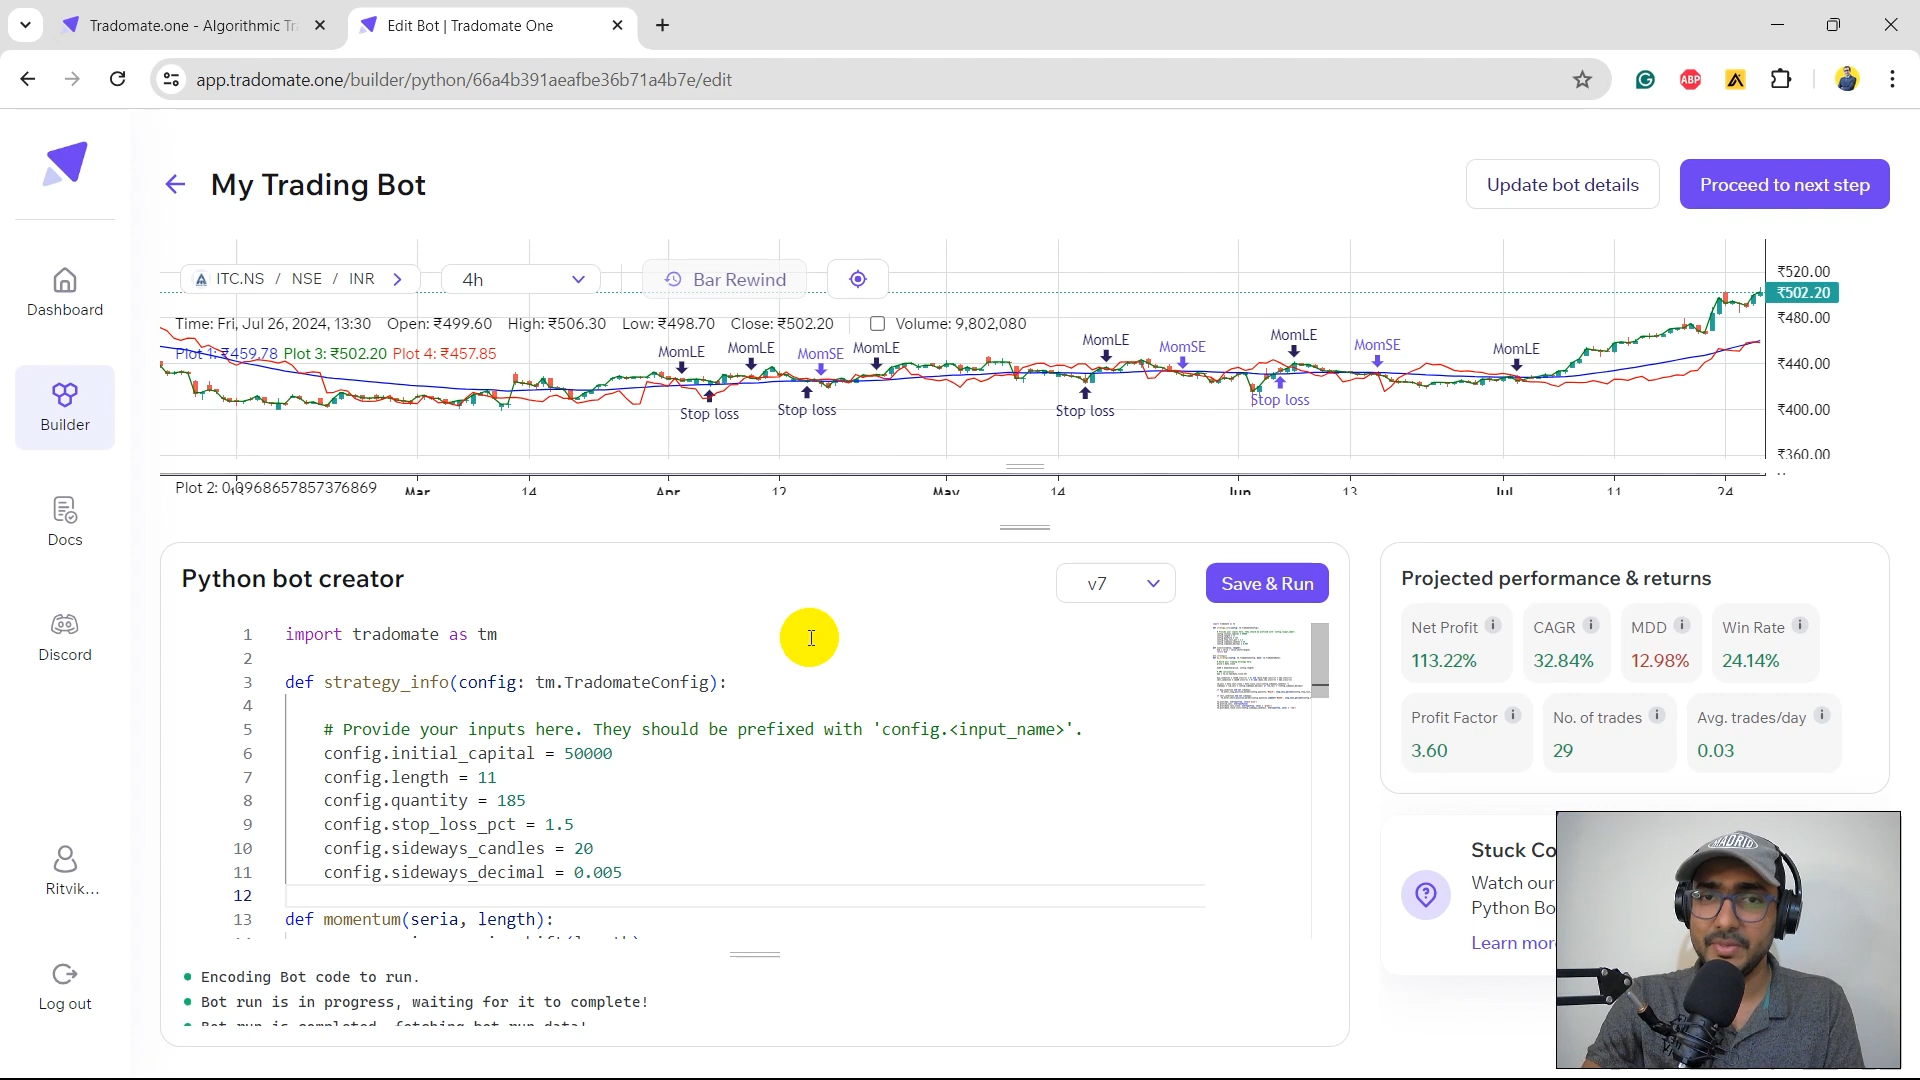 Tradomate.one - Algorithmic Tr
Edit Bot | Tradomate One
app.tradomate.one/builder/python/66a4b391aeafbe36b71a4b7e/edit
ABP
My Trading Bot
Update bot details
Proceed to next step
Dashboard
Builder
Docs
Discord
Ritvik...
Log out
ITC.NS / NSE / INR
4h
Bar Rewind
Time: Fri, Jul 26, 2024, 13:30 Open: ₹499.60 High: ₹506.30 Low: ₹498.70 Close: ₹502.20 Volume: 9,802,080
Plot 1: ₹459.78 Plot 3: ₹502.20 Plot 4: ₹457.85
MomLE
MomLE
MomSE
MomLE
MomLE
MomSE
MomLE
MomSE
MomLE
Stop loss
Stop loss
Stop loss
Stop loss
₹520.00
₹502.20
₹480.00
₹440.00
₹400.00
₹360.00
Plot 2: 0.0968657857376869
Mar
14
Apr
12
May
14
Jun
13
Jul
11
24
Python bot creator
v7
Save & Run
1 import tradomate as tm
2
3 def strategy_info(config: tm.TradomateConfig):
4
5 # Provide your inputs here. They should be prefixed with 'config.<input_name>'.
6 config.initial_capital = 50000
7 config.length = 11
8 config.quantity = 185
9 config.stop_loss_pct = 1.5
10 config.sideways_candles = 20
11 config.sideways_decimal = 0.005
12
13 def momentum(seria, length):
Encoding Bot code to run.
Bot run is in progress, waiting for it to complete!
Bot run is completed, fetching bot run data!
Projected performance & returns
Net Profit
113.22%
CAGR
32.84%
MDD
12.98%
Win Rate
24.14%
Profit Factor
3.60
No. of trades
29
Avg. trades/day
0.03
Stuck Co
Watch our
Python Bo
Learn mor
MADRID